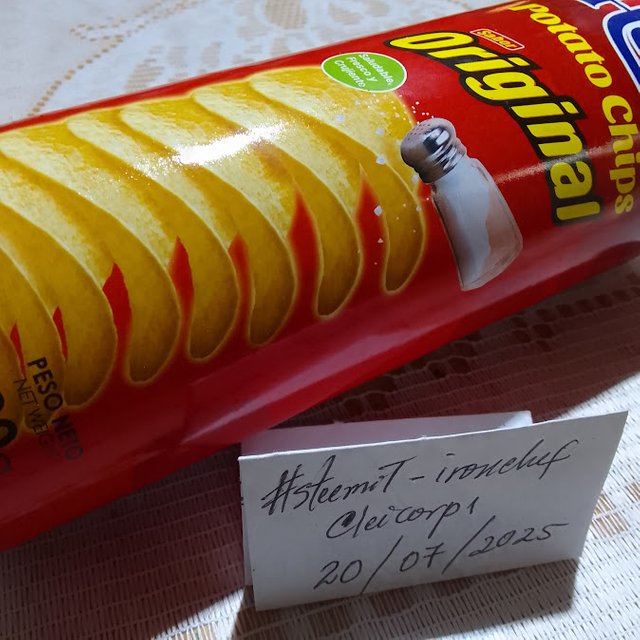 Potato Chips
Sabor
Original
Saludable,
Fresco y
Crujiente
PESO NETO
NET WEIGHT
#steemit-ironchef
Cleicorp1
20/07/2025